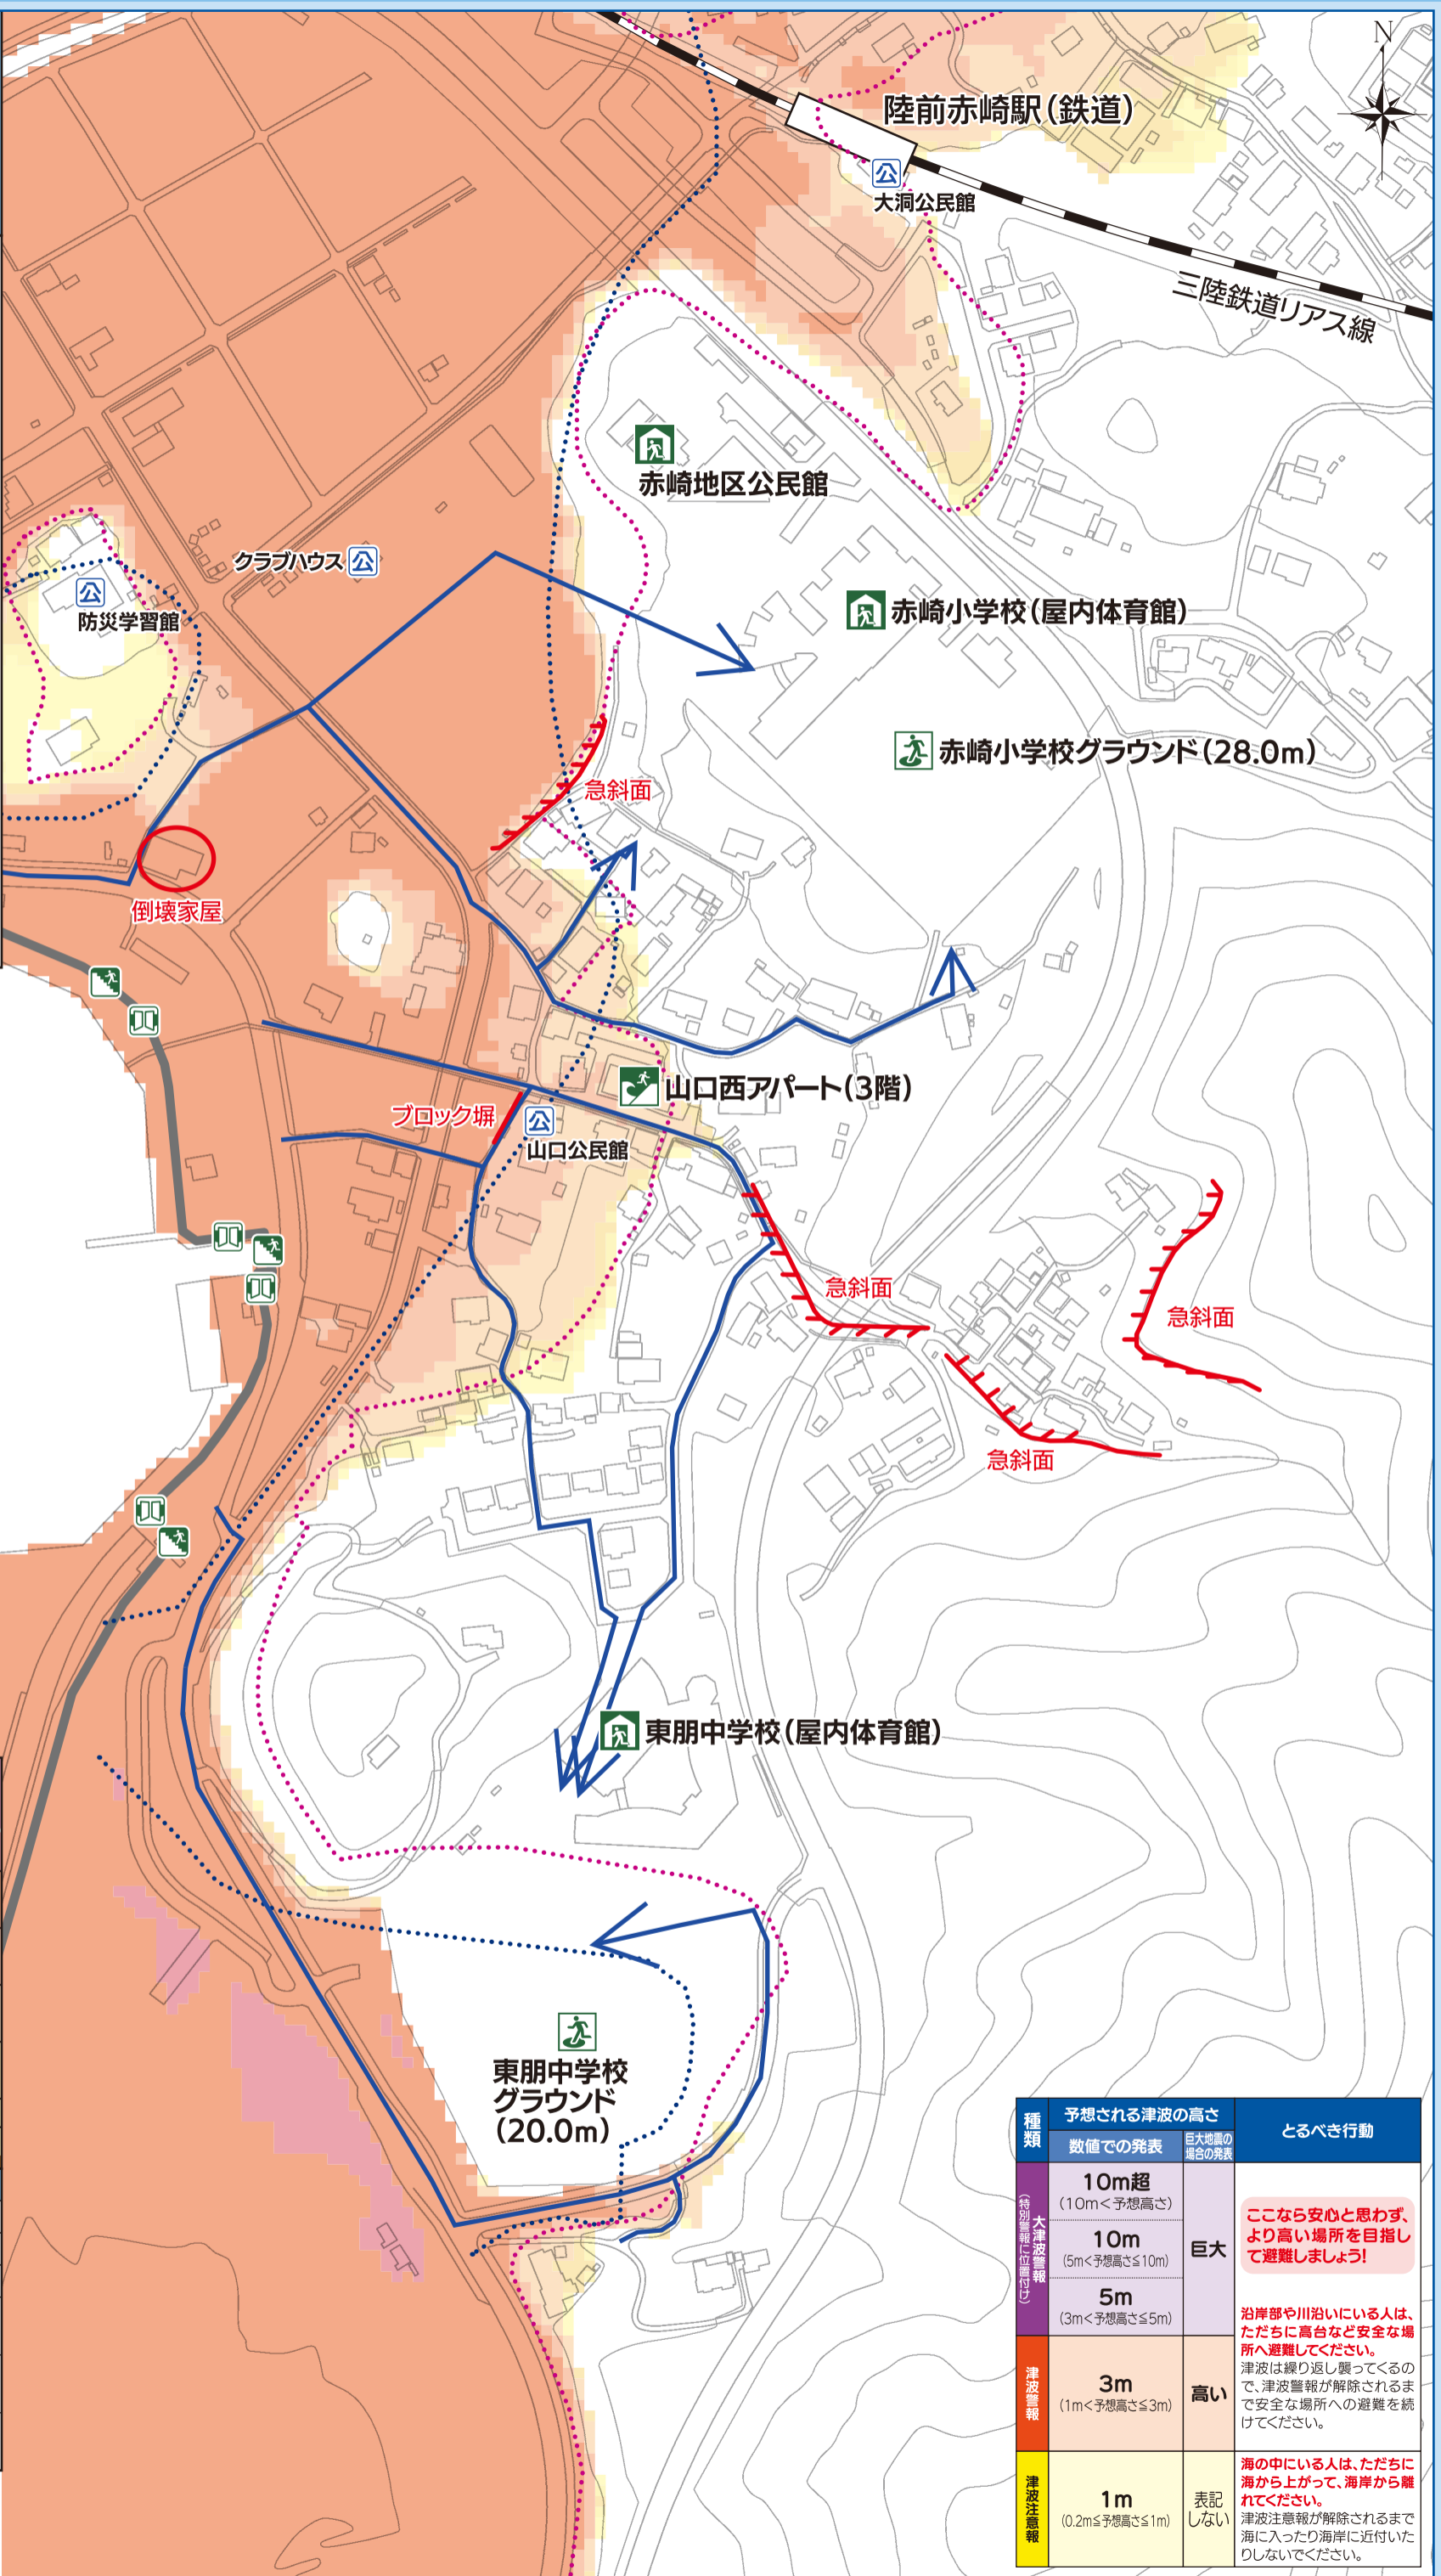 N
陸前赤崎駅（鉄道）
公
大洞公民館
三陸鉄道リアス線
赤崎地区公民館
クラブハウス 公
公
防災学習館
赤崎小学校（屋内体育館）
赤崎小学校グラウンド（28.0m）
急斜面
倒壊家屋
山口西アパート（3階）
ブロック塀
公
山口公民館
急斜面
急斜面
急斜面
東朋中学校（屋内体育館）
東朋中学校
グラウンド
（20.0m）
種類
予想される津波の高さ
数値での発表
巨大地震の
場合の発表
とるべき行動
大津波警報
（特別警報に位置付け）
10m超
（10m＜予想高さ）
10m
（5m＜予想高さ≦10m）
5m
（3m＜予想高さ≦5m）
巨大
ここなら安心と思わず、
より高い場所を目指し
て避難しましょう!
沿岸部や川沿いにいる人は、
ただちに高台など安全な場
所へ避難してください。
津波は繰り返し襲ってくるの
で、津波警報が解除されるま
で安全な場所への避難を続
けてください。
津波警報
3m
（1m＜予想高さ≦3m）
高い
津波注意報
1m
（0.2m≦予想高さ≦1m）
表記
しない
海の中にいる人は、ただちに
海から上がって、海岸から離
れてください。
津波注意報が解除されるまで
海に入ったり海岸に近付いた
りしないでください。